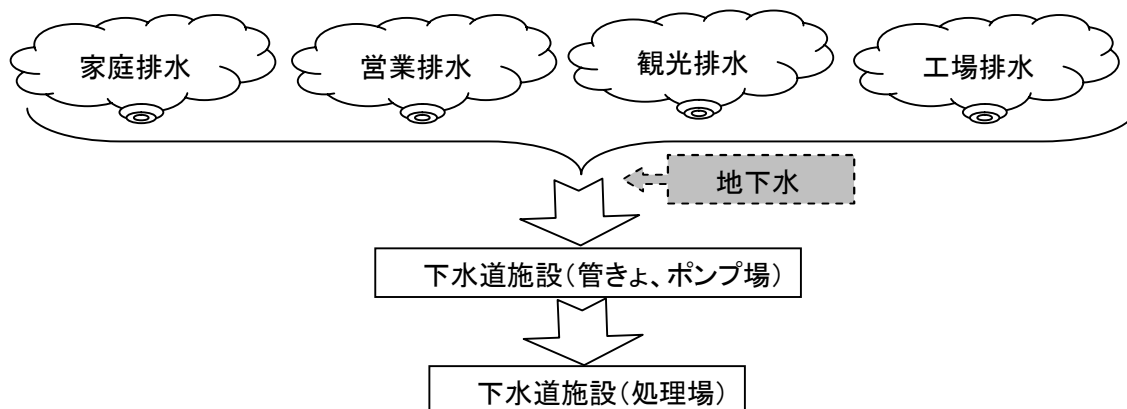 家庭排水
営業排水
観光排水
工場排水
地下水
下水道施設(管きょ、ポンプ場)
下水道施設(処理場)